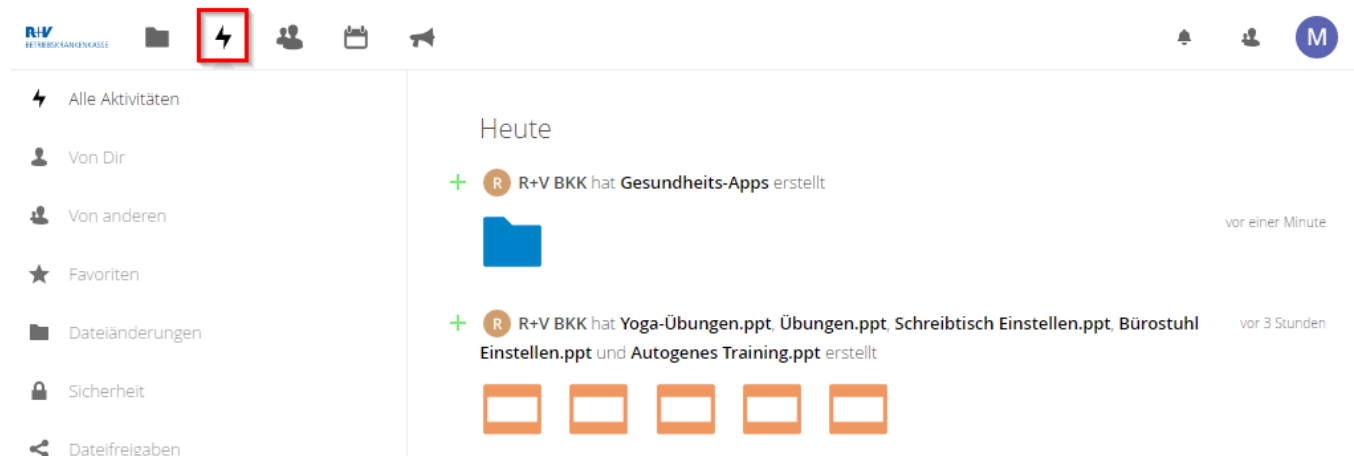 R+V
BETRIEBSKRANKENKASSE
M
Alle Aktivitäten
Von Dir
Von anderen
Favoriten
Dateiänderungen
Sicherheit
Dateifreigaben
Heute
R R+V BKK hat Gesundheits-Apps erstellt
vor einer Minute
R R+V BKK hat Yoga-Übungen.ppt, Übungen.ppt, Schreibtisch Einstellen.ppt, Bürostuhl
vor 3 Stunden
Einstellen.ppt und Autogenes Training.ppt erstellt